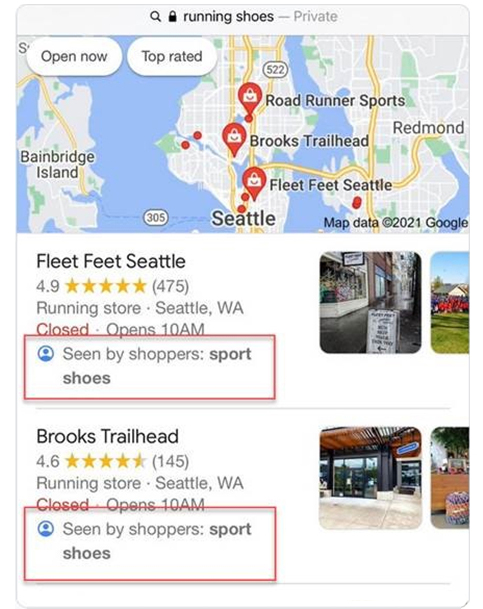 running shoes — Private
Open now
Top rated
522
Road Runner Sports
Brooks Trailhead
Redmond
Bainbridge
Island
Fleet Feet Seattle
305
Seattle
Map data ©2021 Google
Fleet Feet Seattle
4.9 ★★★★★ (475)
Running store · Seattle, WA
Closed · Opens 10AM
Seen by shoppers: sport
shoes
Brooks Trailhead
4.6 ★★★★★ (145)
Running store · Seattle, WA
Closed · Opens 10AM
Seen by shoppers: sport
shoes